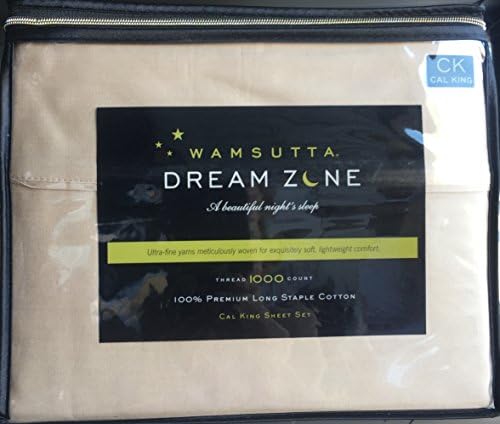 CK
CAL KING
WAMSUTTA®
DREAM ZONE
A beautiful night's sleep
Ultra-fine yarns meticulously woven for exquisitely soft, lightweight comfort.
THREAD 1000 COUNT
100% PREMIUM LONG STAPLE COTTON
CAL KING SHEET SET